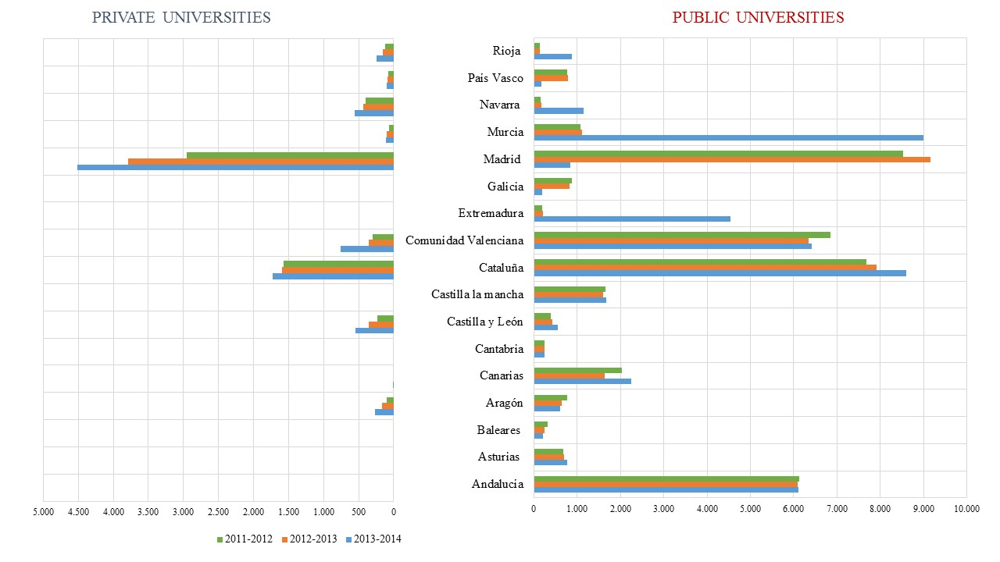 PRIVATE UNIVERSITIES
PUBLIC UNIVERSITIES
Rioja
Pais Vasco
Navarra
Murcia
Madrid
Galicia
Extremadura
Comunidad Valenciana
Cataluña
Castilla la mancha
Castilla y León
Cantabria
Canarias
Aragón
Baleares
Asturias
Andalucia
5.000 4.500 4.000 3.500 3.000 2.500 2.000 1.500 1.000 500 0
0 1.000 2.000 3.000 4.000 5.000 6.000 7.000 8.000 9.000 10.000
2011-2012 2012-2013 2013-2014